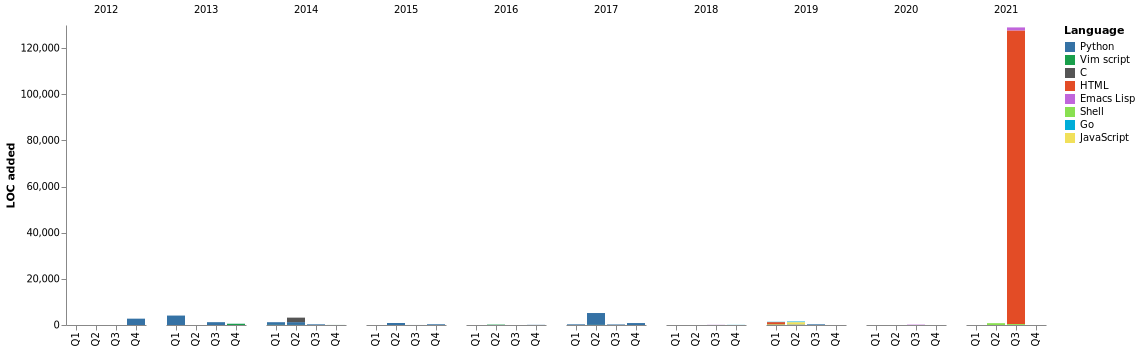 2012 2013 2014 2015 2016 2017 2018 2019 2020 2021
LOC added
120,000
100,000
80,000
60,000
40,000
20,000
0
Q1 Q2 Q3 Q4 Q1 Q2 Q3 Q4 Q1 Q2 Q3 Q4 Q1 Q2 Q3 Q4 Q1 Q2 Q3 Q4 Q1 Q2 Q3 Q4 Q1 Q2 Q3 Q4 Q1 Q2 Q3 Q4 Q1 Q2 Q3 Q4 Q1 Q2 Q3 Q4
Language
Python
Vim script
C
HTML
Emacs Lisp
Shell
Go
JavaScript